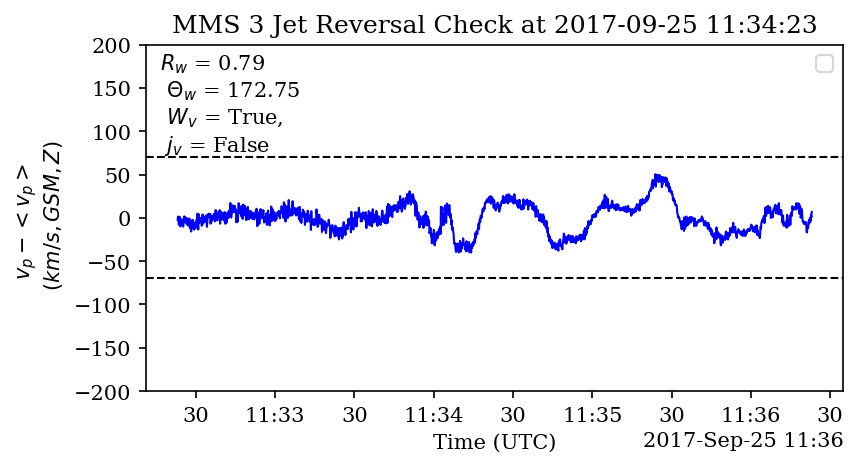 MMS 3 Jet Reversal Check at 2017-09-25 11:34:23
200
150
100
50
0
−50
−100
−150
−200
v_p − < v_p >
(km/s, GSM, Z)
R_w = 0.79
Θ_w = 172.75
W_v = True,
j_v = False
30 11:33 30 11:34 30 11:35 30 11:36 30
Time (UTC)
2017-Sep-25 11:36